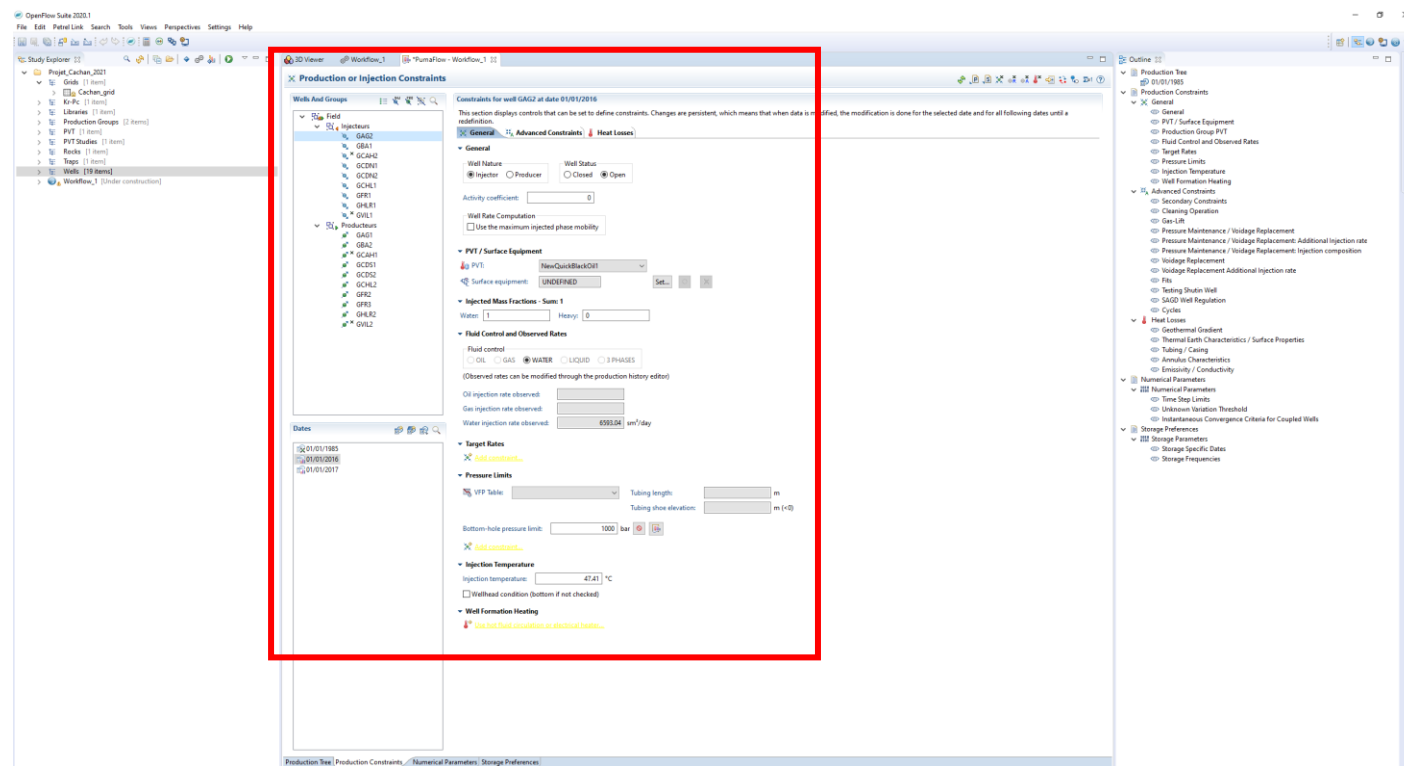 OpenFlow Suite 2020.1
File Edit PetrelLink Search Tools Views Perspectives Settings Help
Study Explorer
Projet_Cachan_2021
Grids [1 item]
Cachan_grid
Kr-Pc [1 item]
Libraries [1 item]
Production Groups [2 items]
PVT [1 item]
PVT Studies [1 item]
Rocks [1 item]
Traps [1 item]
Wells [19 items]
Workflow_1 [Under construction]
3D Viewer Workflow_1 *PumaFlow - Workflow_1
Production or Injection Constraints
Wells And Groups
Field
Injecteurs
GAG2
GBA1
GCAH2
GCDN1
GCDN2
GCHL1
GFR1
GHLR1
GVIL1
Producteurs
GAG1
GBA2
GCAH1
GCDS1
GCDS2
GCHL2
GFR2
GFR3
GHLR2
GVIL2
Dates
01/01/1985
01/01/2016
01/01/2017
Constraints for well GAG2 at date 01/01/2016
This section displays controls that can be set to define constraints. Changes are persistent, which means that when data is modified, the modification is done for the selected date and for all following dates until a
redefinition.
General Advanced Constraints Heat Losses
General
Well Nature Well Status
Injector Producer Closed Open
Activity coefficient: 0
Well Rate Computation
Use the maximum injected phase mobility
PVT / Surface Equipment
PVT: NewQuickBlackOil1
Surface equipment: UNDEFINED Set...
Injected Mass Fractions - Sum: 1
Water: 1 Heavy: 0
Fluid Control and Observed Rates
Fluid control
OIL GAS WATER LIQUID 3 PHASES
(Observed rates can be modified through the production history editor)
Oil injection rate observed:
Gas injection rate observed:
Water injection rate observed: 6593.04 sm³/day
Target Rates
Add constraint...
Pressure Limits
VFP Table: Tubing length: m
Tubing shoe elevation: m (<0)
Bottom-hole pressure limit: 1000 bar
Add constraint...
Injection Temperature
Injection temperature: 47.41 °C
Wellhead condition (bottom if not checked)
Well Formation Heating
Production Tree Production Constraints Numerical Parameters Storage Preferences
Outline
Production Tree
01/01/1985
Production Constraints
General
General
PVT / Surface Equipment
Production Group PVT
Fluid Control and Observed Rates
Target Rates
Pressure Limits
Injection Temperature
Well Formation Heating
Advanced Constraints
Secondary Constraints
Cleaning Operation
Gas-Lift
Pressure Maintenance / Voidage Replacement
Pressure Maintenance / Voidage Replacement: Additional Injection rate
Pressure Maintenance / Voidage Replacement: Injection composition
Voidage Replacement
Voidage Replacement Additional Injection rate
Fits
Testing Shutin Well
SAGD Well Regulation
Cycles
Heat Losses
Geothermal Gradient
Thermal Earth Characteristics / Surface Properties
Tubing / Casing
Annulus Characteristics
Emissivity / Conductivity
Numerical Parameters
Numerical Parameters
Time Step Limits
Unknown Variation Threshold
Instantaneous Convergence Criteria for Coupled Wells
Storage Preferences
Storage Parameters
Storage Specific Dates
Storage Frequencies